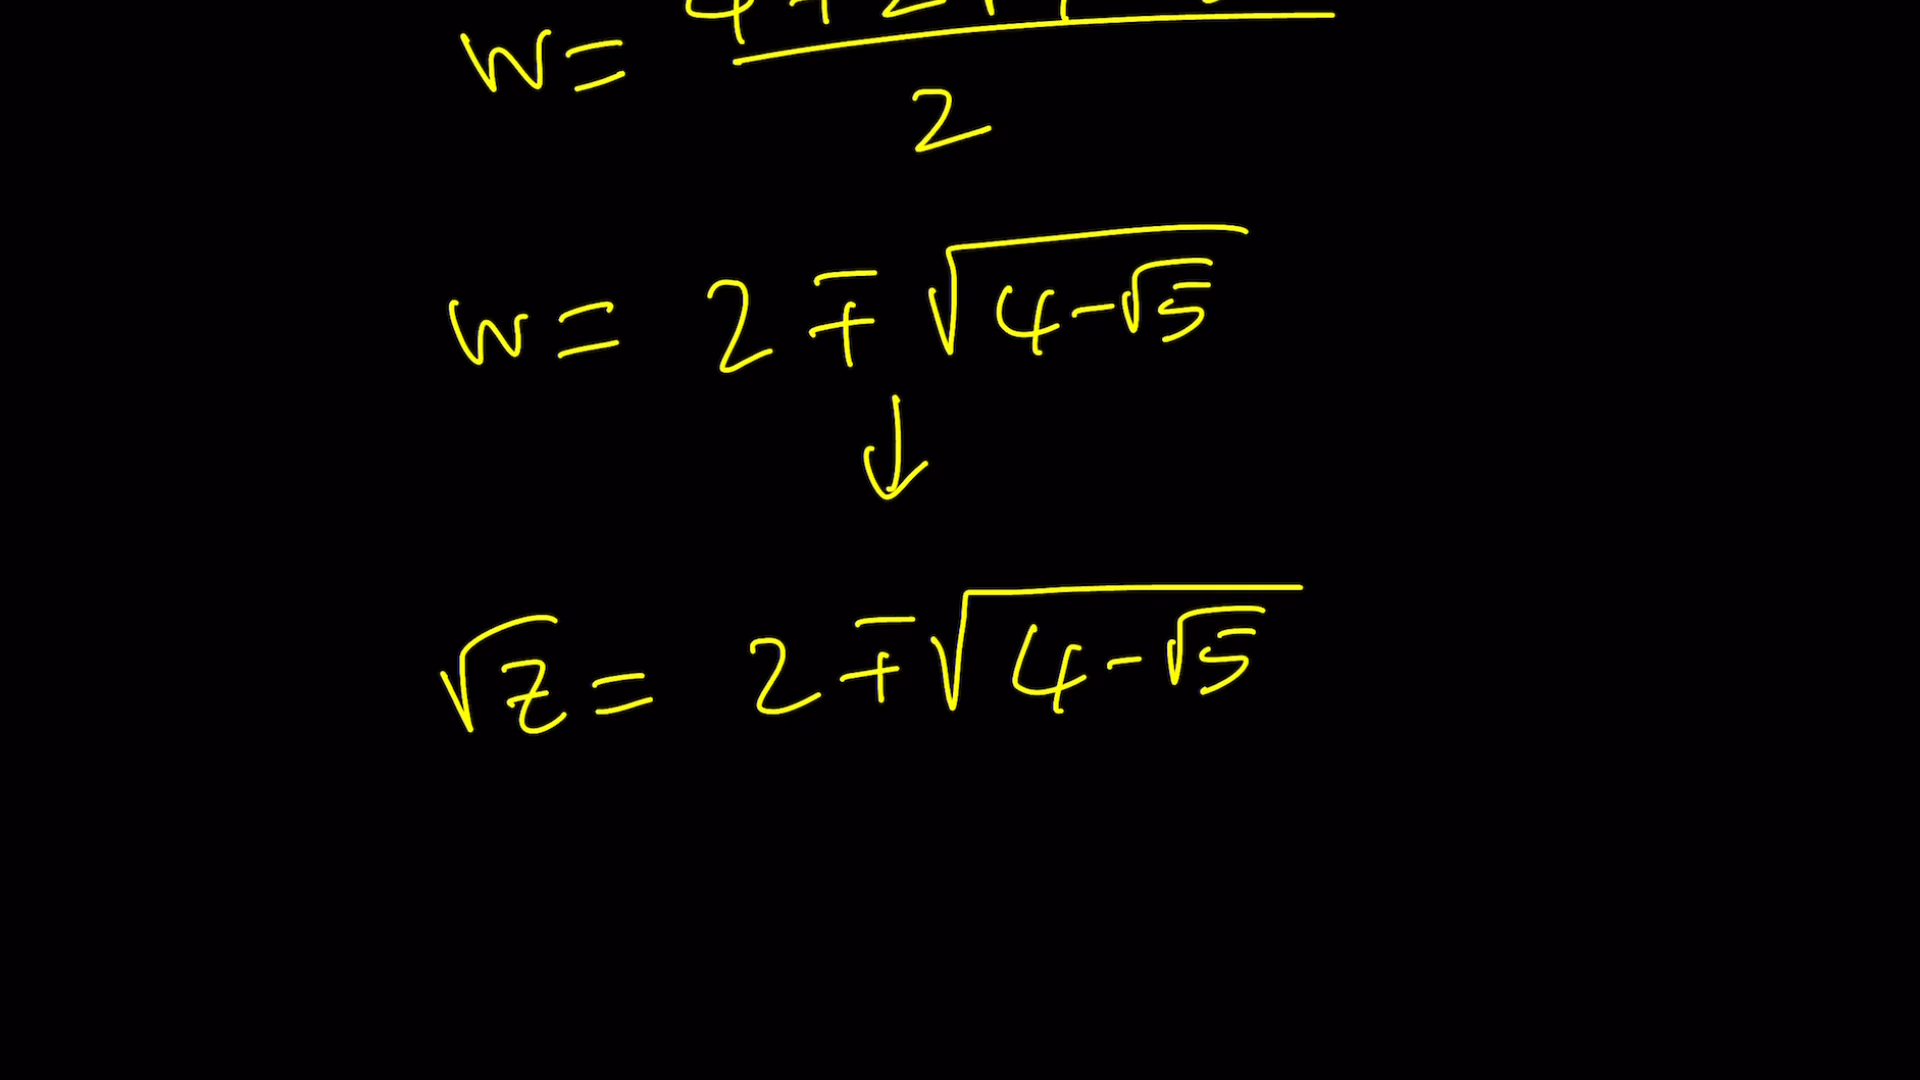 w =
2
w = 2 ∓ √(4-√5)
↓
√z = 2 ∓ √(4-√5)